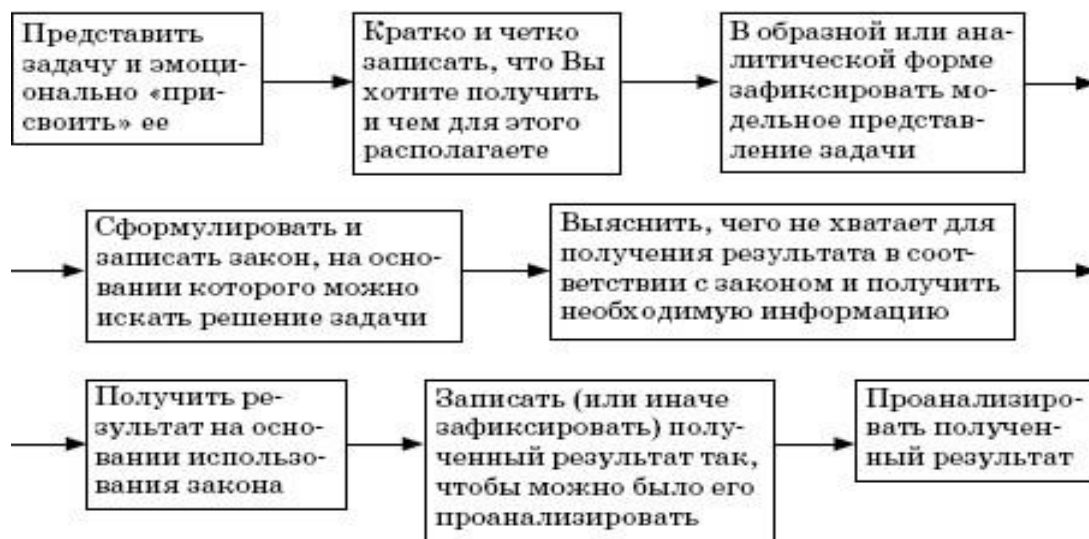 Представить
задачу и эмоци-
онально «при-
своить» ее
Кратко и четко
записать, что Вы
хотите получить
и чем для этого
располагаете
В образной или ана-
литической форме
зафиксировать мо-
дельное представ-
ление задачи
Сформулировать и
записать закон, на осно-
вании которого можно
искать решение задачи
Выяснить, чего не хватает для
получения результата в соот-
ветствии с законом и получить
необходимую информацию
Получить ре-
зультат на осно-
вании использо-
вания закона
Записать (или иначе
зафиксировать) полу-
ченный результат так,
чтобы можно было его
проанализировать
Проанализиро-
вать получен-
ный результат